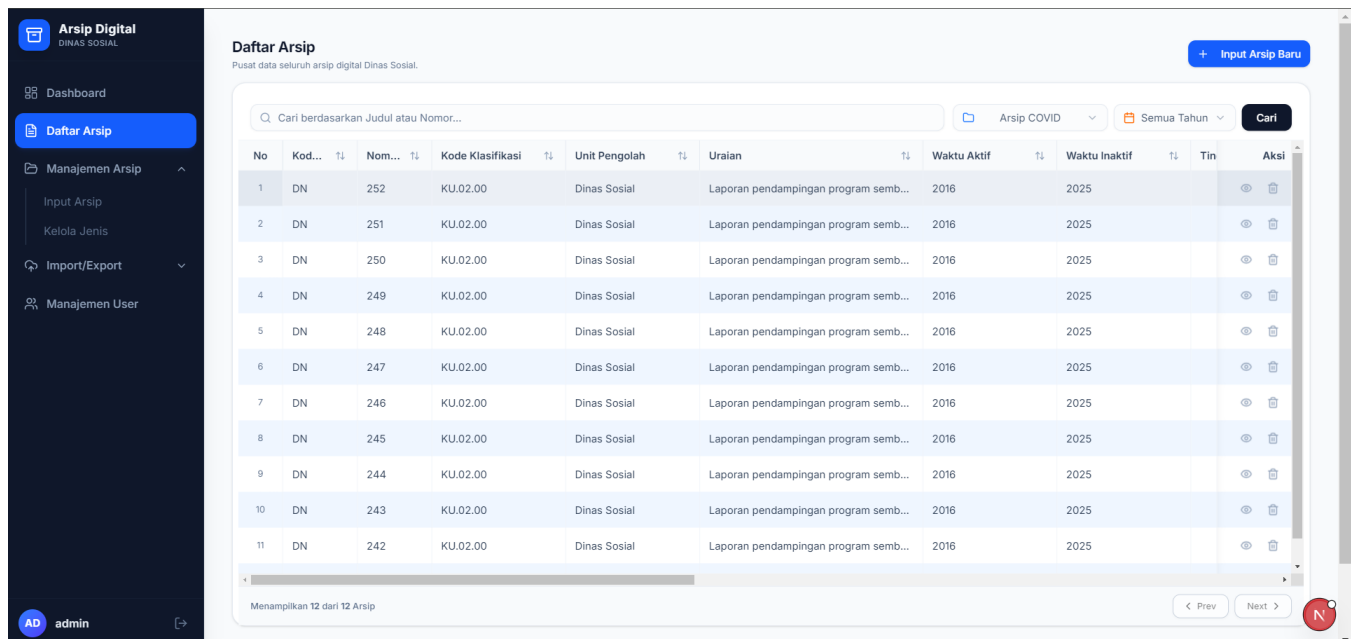 Arsip Digital
DINAS SOSIAL
Dashboard
Daftar Arsip
Manajemen Arsip
Input Arsip
Kelola Jenis
Import/Export
Manajemen User
AD admin
Daftar Arsip
Pusat data seluruh arsip digital Dinas Sosial.
+ Input Arsip Baru
Cari berdasarkan Judul atau Nomor... Arsip COVID Semua Tahun Cari
No Kod... Nom... Kode Klasifikasi Unit Pengolah Uraian Waktu Aktif Waktu Inaktif Tin Aksi
1 DN 252 KU.02.00 Dinas Sosial Laporan pendampingan program semb... 2016 2025
2 DN 251 KU.02.00 Dinas Sosial Laporan pendampingan program semb... 2016 2025
3 DN 250 KU.02.00 Dinas Sosial Laporan pendampingan program semb... 2016 2025
4 DN 249 KU.02.00 Dinas Sosial Laporan pendampingan program semb... 2016 2025
5 DN 248 KU.02.00 Dinas Sosial Laporan pendampingan program semb... 2016 2025
6 DN 247 KU.02.00 Dinas Sosial Laporan pendampingan program semb... 2016 2025
7 DN 246 KU.02.00 Dinas Sosial Laporan pendampingan program semb... 2016 2025
8 DN 245 KU.02.00 Dinas Sosial Laporan pendampingan program semb... 2016 2025
9 DN 244 KU.02.00 Dinas Sosial Laporan pendampingan program semb... 2016 2025
10 DN 243 KU.02.00 Dinas Sosial Laporan pendampingan program semb... 2016 2025
11 DN 242 KU.02.00 Dinas Sosial Laporan pendampingan program semb... 2016 2025
Menampilkan 12 dari 12 Arsip < Prev Next >
N